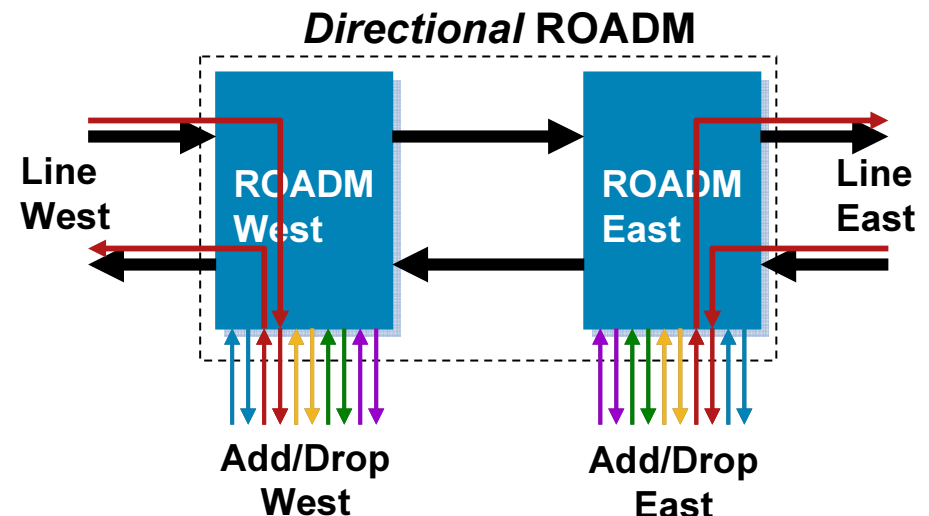 Directional ROADM
Line
West
ROADM
West
ROADM
East
Line
East
Add/Drop
West
Add/Drop
East